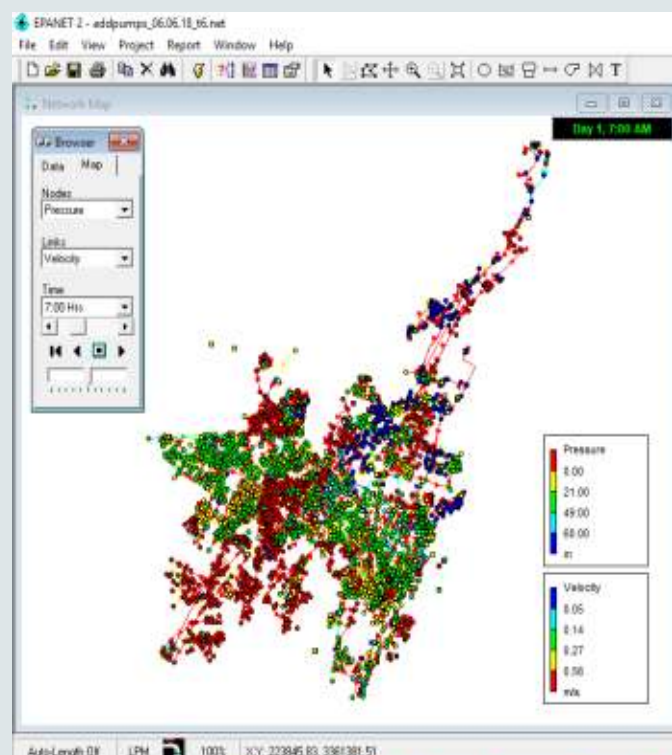 EPANET 2 - addpumps_06.06.18_t6.net
File Edit View Project Report Window Help
Network Map
Day 1, 7:00 AM
Browser
Data Map
Nodes
Pressure
Links
Velocity
Time
7:00 Hrs
Pressure
0.00
21.00
49.00
60.00
m
Velocity
0.05
0.14
0.27
0.58
m/s
Auto-Length Off LPM 100% X,Y: 223845.83, 3361381.51